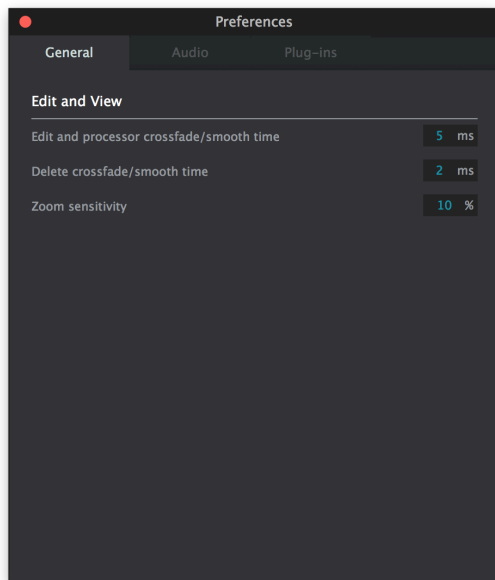 Preferences
General Audio Plug-ins
Edit and View
Edit and processor crossfade/smooth time 5 ms
Delete crossfade/smooth time 2 ms
Zoom sensitivity 10 %